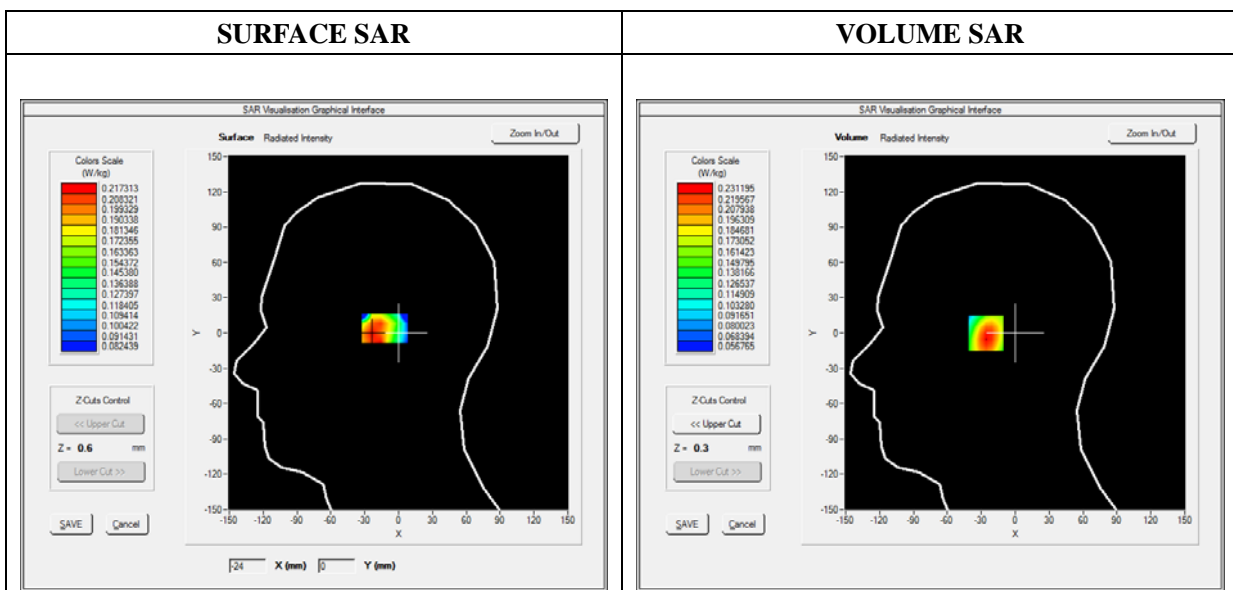 SURFACE SAR
VOLUME SAR
SAR Visualisation Graphical Interface
Surface Radiated Intensity
Zoom In/Out
Colors Scale
(W/kg)
0.217313
0.208321
0.199329
0.190338
0.181346
0.172355
0.163363
0.154372
0.145380
0.136388
0.127397
0.118405
0.109414
0.100422
0.091431
0.082439
150
120
90
60
30
Y 0
-30
-60
-90
-120
-150
-150 -120 -90 -60 -30 0 30 60 90 120 150
X
Z-Cuts Control
<< Upper Cut
Z = 0.6 mm
Lower Cut >>
SAVE Cancel
-24 X (mm) 0 Y (mm)
SAR Visualisation Graphical Interface
Volume Radiated Intensity
Zoom In/Out
Colors Scale
(W/kg)
0.231195
0.219567
0.207938
0.196309
0.184681
0.173052
0.161423
0.149795
0.138166
0.126537
0.114909
0.103280
0.091651
0.080023
0.068394
0.056765
150
120
90
60
30
Y 0
-30
-60
-90
-120
-150
-150 -120 -90 -60 -30 0 30 60 90 120 150
X
Z-Cuts Control
<< Upper Cut
Z = 0.3 mm
Lower Cut >>
SAVE Cancel